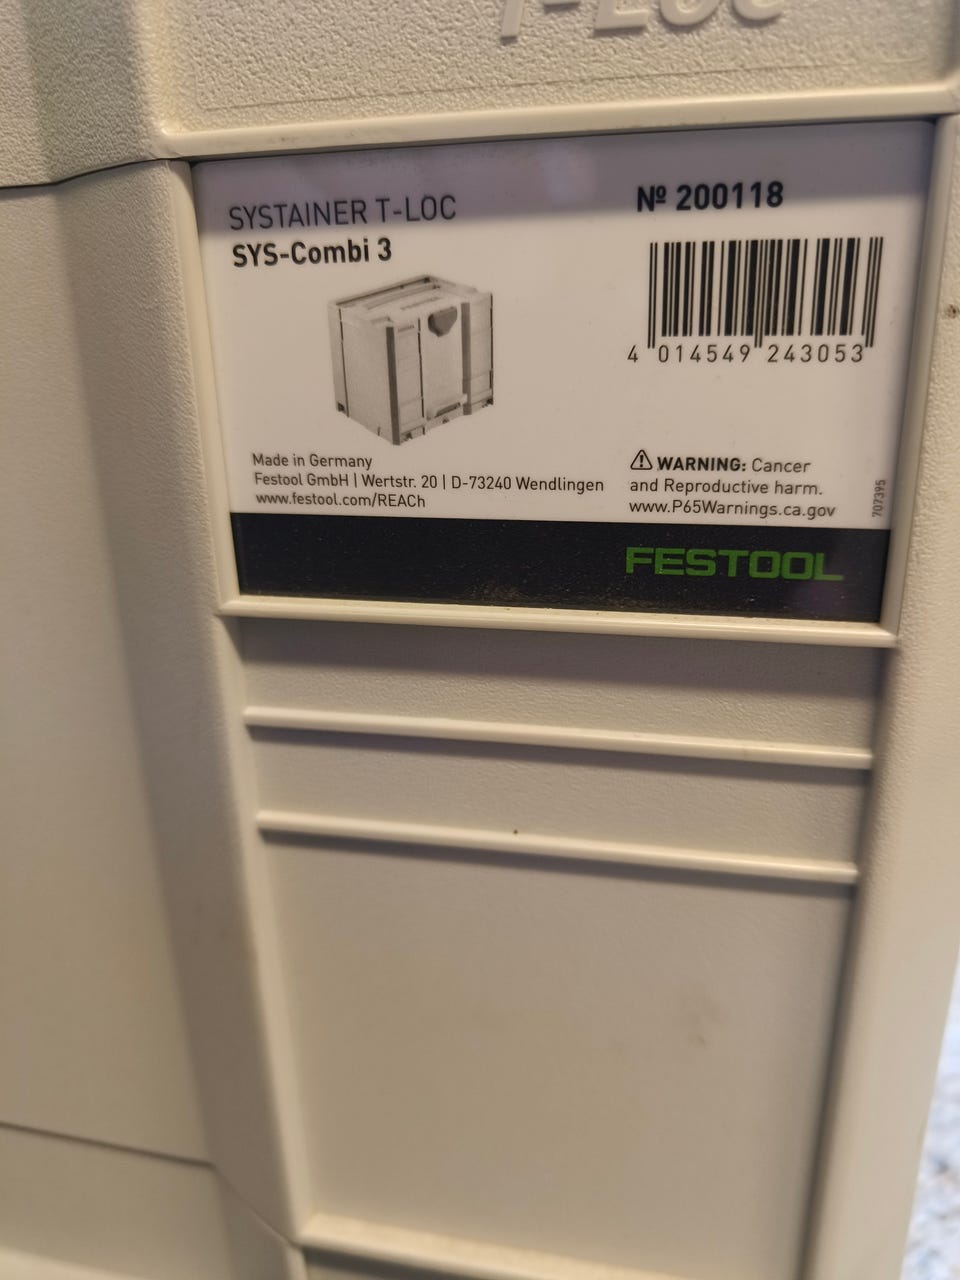 T-LOC
SYSTAINER T-LOC
SYS-Combi 3
№ 200118
4 014549 243053
Made in Germany
Festool GmbH | Wertstr. 20 | D-73240 Wendlingen
www.festool.com/REACh
⚠ WARNING: Cancer
and Reproductive harm.
www.P65Warnings.ca.gov
707395
FESTOOL